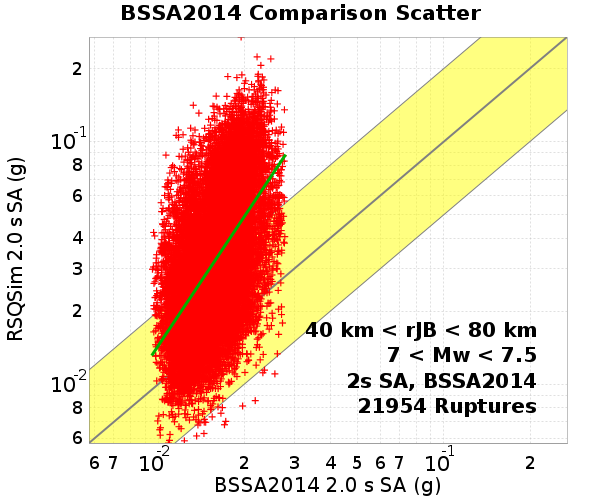 BSSA2014 Comparison Scatter
RSQSim 2.0 s SA (g)
2
10⁻¹
8
6
4
3
2
10⁻²
8
6
40 km < rJB < 80 km
7 < Mw < 7.5
2s SA, BSSA2014
21954 Ruptures
6 7 10⁻² 2 3 4 5 6 7 10⁻¹ 2
BSSA2014 2.0 s SA (g)